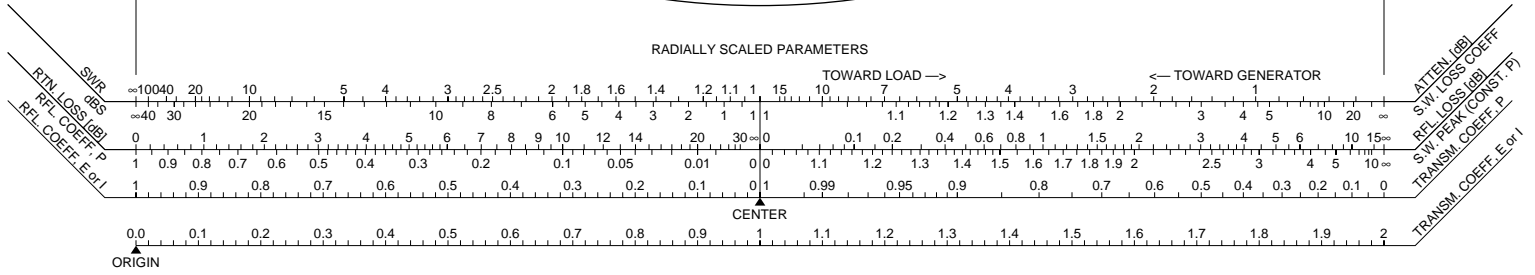 RADIALLY SCALED PARAMETERS
TOWARD LOAD —> <— TOWARD GENERATOR
SWR ∞ 100 40 20 10 5 4 3 2.5 2 1.8 1.6 1.4 1.2 1.1 1 15 10 7 5 4 3 2 1 ATTEN. [dB]
dBS ∞ 40 30 20 15 10 8 6 5 4 3 2 1 1 1 1.1 1.2 1.3 1.4 1.6 1.8 2 3 4 5 10 20 ∞ S.W. LOSS COEFF
RTN. LOSS [dB] 0 1 2 3 4 5 6 7 8 9 10 12 14 20 30 ∞ 0 0.1 0.2 0.4 0.6 0.8 1 1.5 2 3 4 5 6 10 15 ∞ RFL. LOSS [dB]
RFL. COEFF, P 1 0.9 0.8 0.7 0.6 0.5 0.4 0.3 0.2 0.1 0.05 0.01 0 0 1.1 1.2 1.3 1.4 1.5 1.6 1.7 1.8 1.9 2 2.5 3 4 5 10 ∞ S.W. PEAK (CONST. P)
RFL. COEFF, E or I 1 0.9 0.8 0.7 0.6 0.5 0.4 0.3 0.2 0.1 0 1 0.99 0.95 0.9 0.8 0.7 0.6 0.5 0.4 0.3 0.2 0.1 0 TRANSM. COEFF, P
CENTER
0.0 0.1 0.2 0.3 0.4 0.5 0.6 0.7 0.8 0.9 1 1.1 1.2 1.3 1.4 1.5 1.6 1.7 1.8 1.9 2 TRANSM. COEFF, E or I
ORIGIN